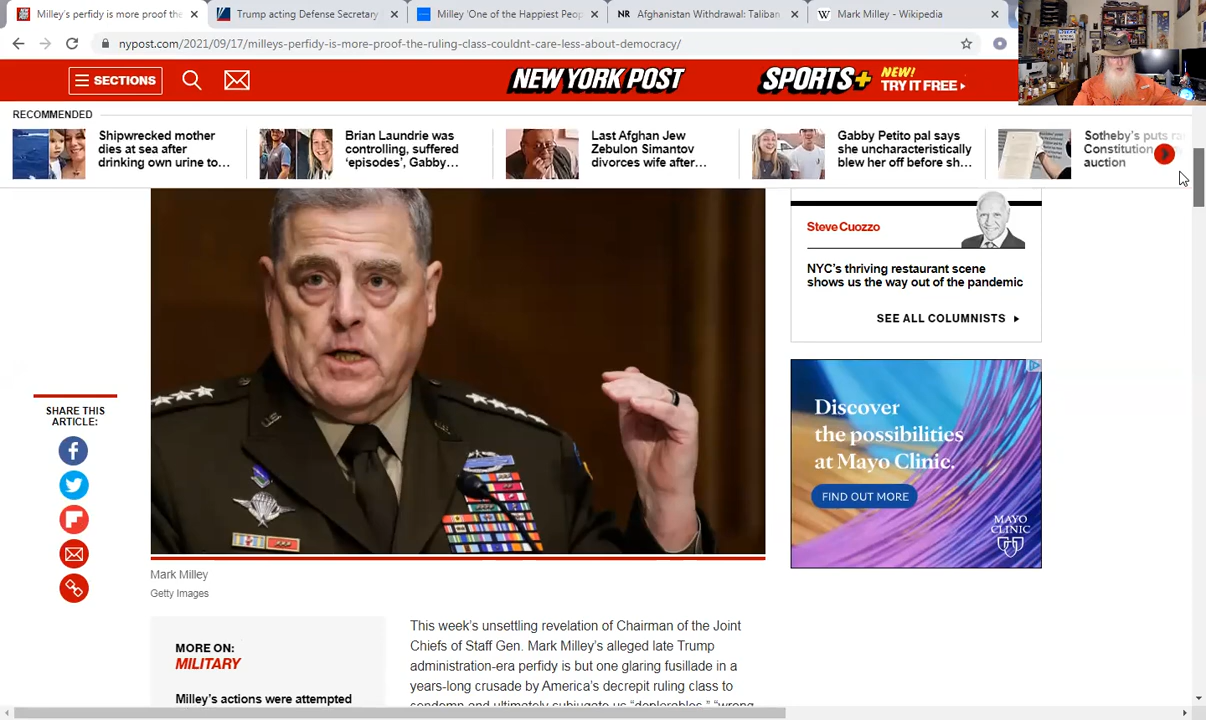 Milley's perfidy is more proof the
Trump acting Defense Secretary
Milley 'One of the Happiest Peop
NR Afghanistan Withdrawal: Taliban
W Mark Milley - Wikipedia
nypost.com/2021/09/17/milleys-perfidy-is-more-proof-the-ruling-class-couldnt-care-less-about-democracy/
SECTIONS
NEW YORK POST
SPORTS+
NEW!
TRY IT FREE
RECOMMENDED
Shipwrecked mother
dies at sea after
drinking own urine to...
Brian Laundrie was
controlling, suffered
'episodes', Gabby...
Last Afghan Jew
Zebulon Simantov
divorces wife after...
Gabby Petito pal says
she uncharacteristically
blew her off before sh...
Sotheby's puts
Constitution
auction
Steve Cuozzo
NYC's thriving restaurant scene
shows us the way out of the pandemic
SEE ALL COLUMNISTS
SHARE THIS
ARTICLE:
Discover
the possibilities
at Mayo Clinic.
FIND OUT MORE
MAYO
CLINIC
Mark Milley
Getty Images
MORE ON:
MILITARY
Milley's actions were attempted
This week's unsettling revelation of Chairman of the Joint
Chiefs of Staff Gen. Mark Milley's alleged late Trump
administration-era perfidy is but one glaring fusillade in a
years-long crusade by America's decrepit ruling class to
condemn and ultimately subjugate us "deplorables," "wrong